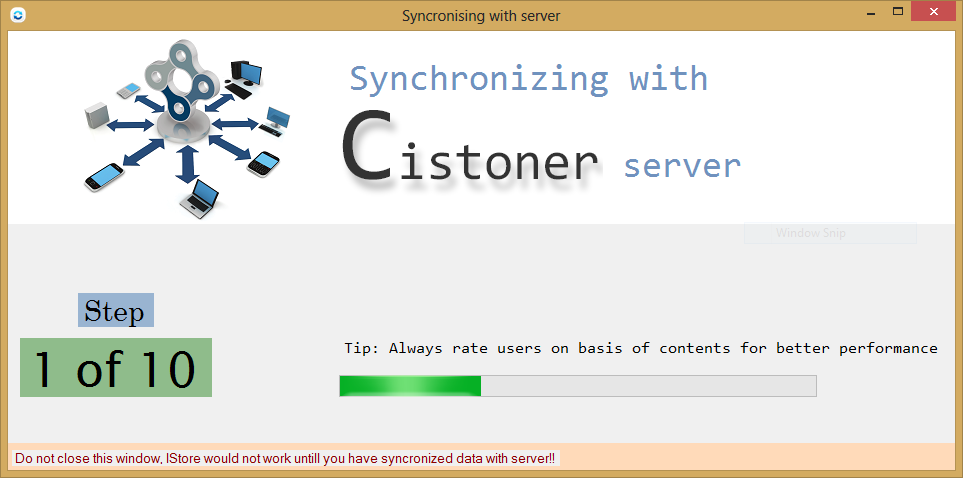 Syncronising with server
Synchronizing with
Cistoner server
Window Snip
Step
1 of 10
Tip: Always rate users on basis of contents for better performance
Do not close this window, IStore would not work untill you have syncronized data with server!!